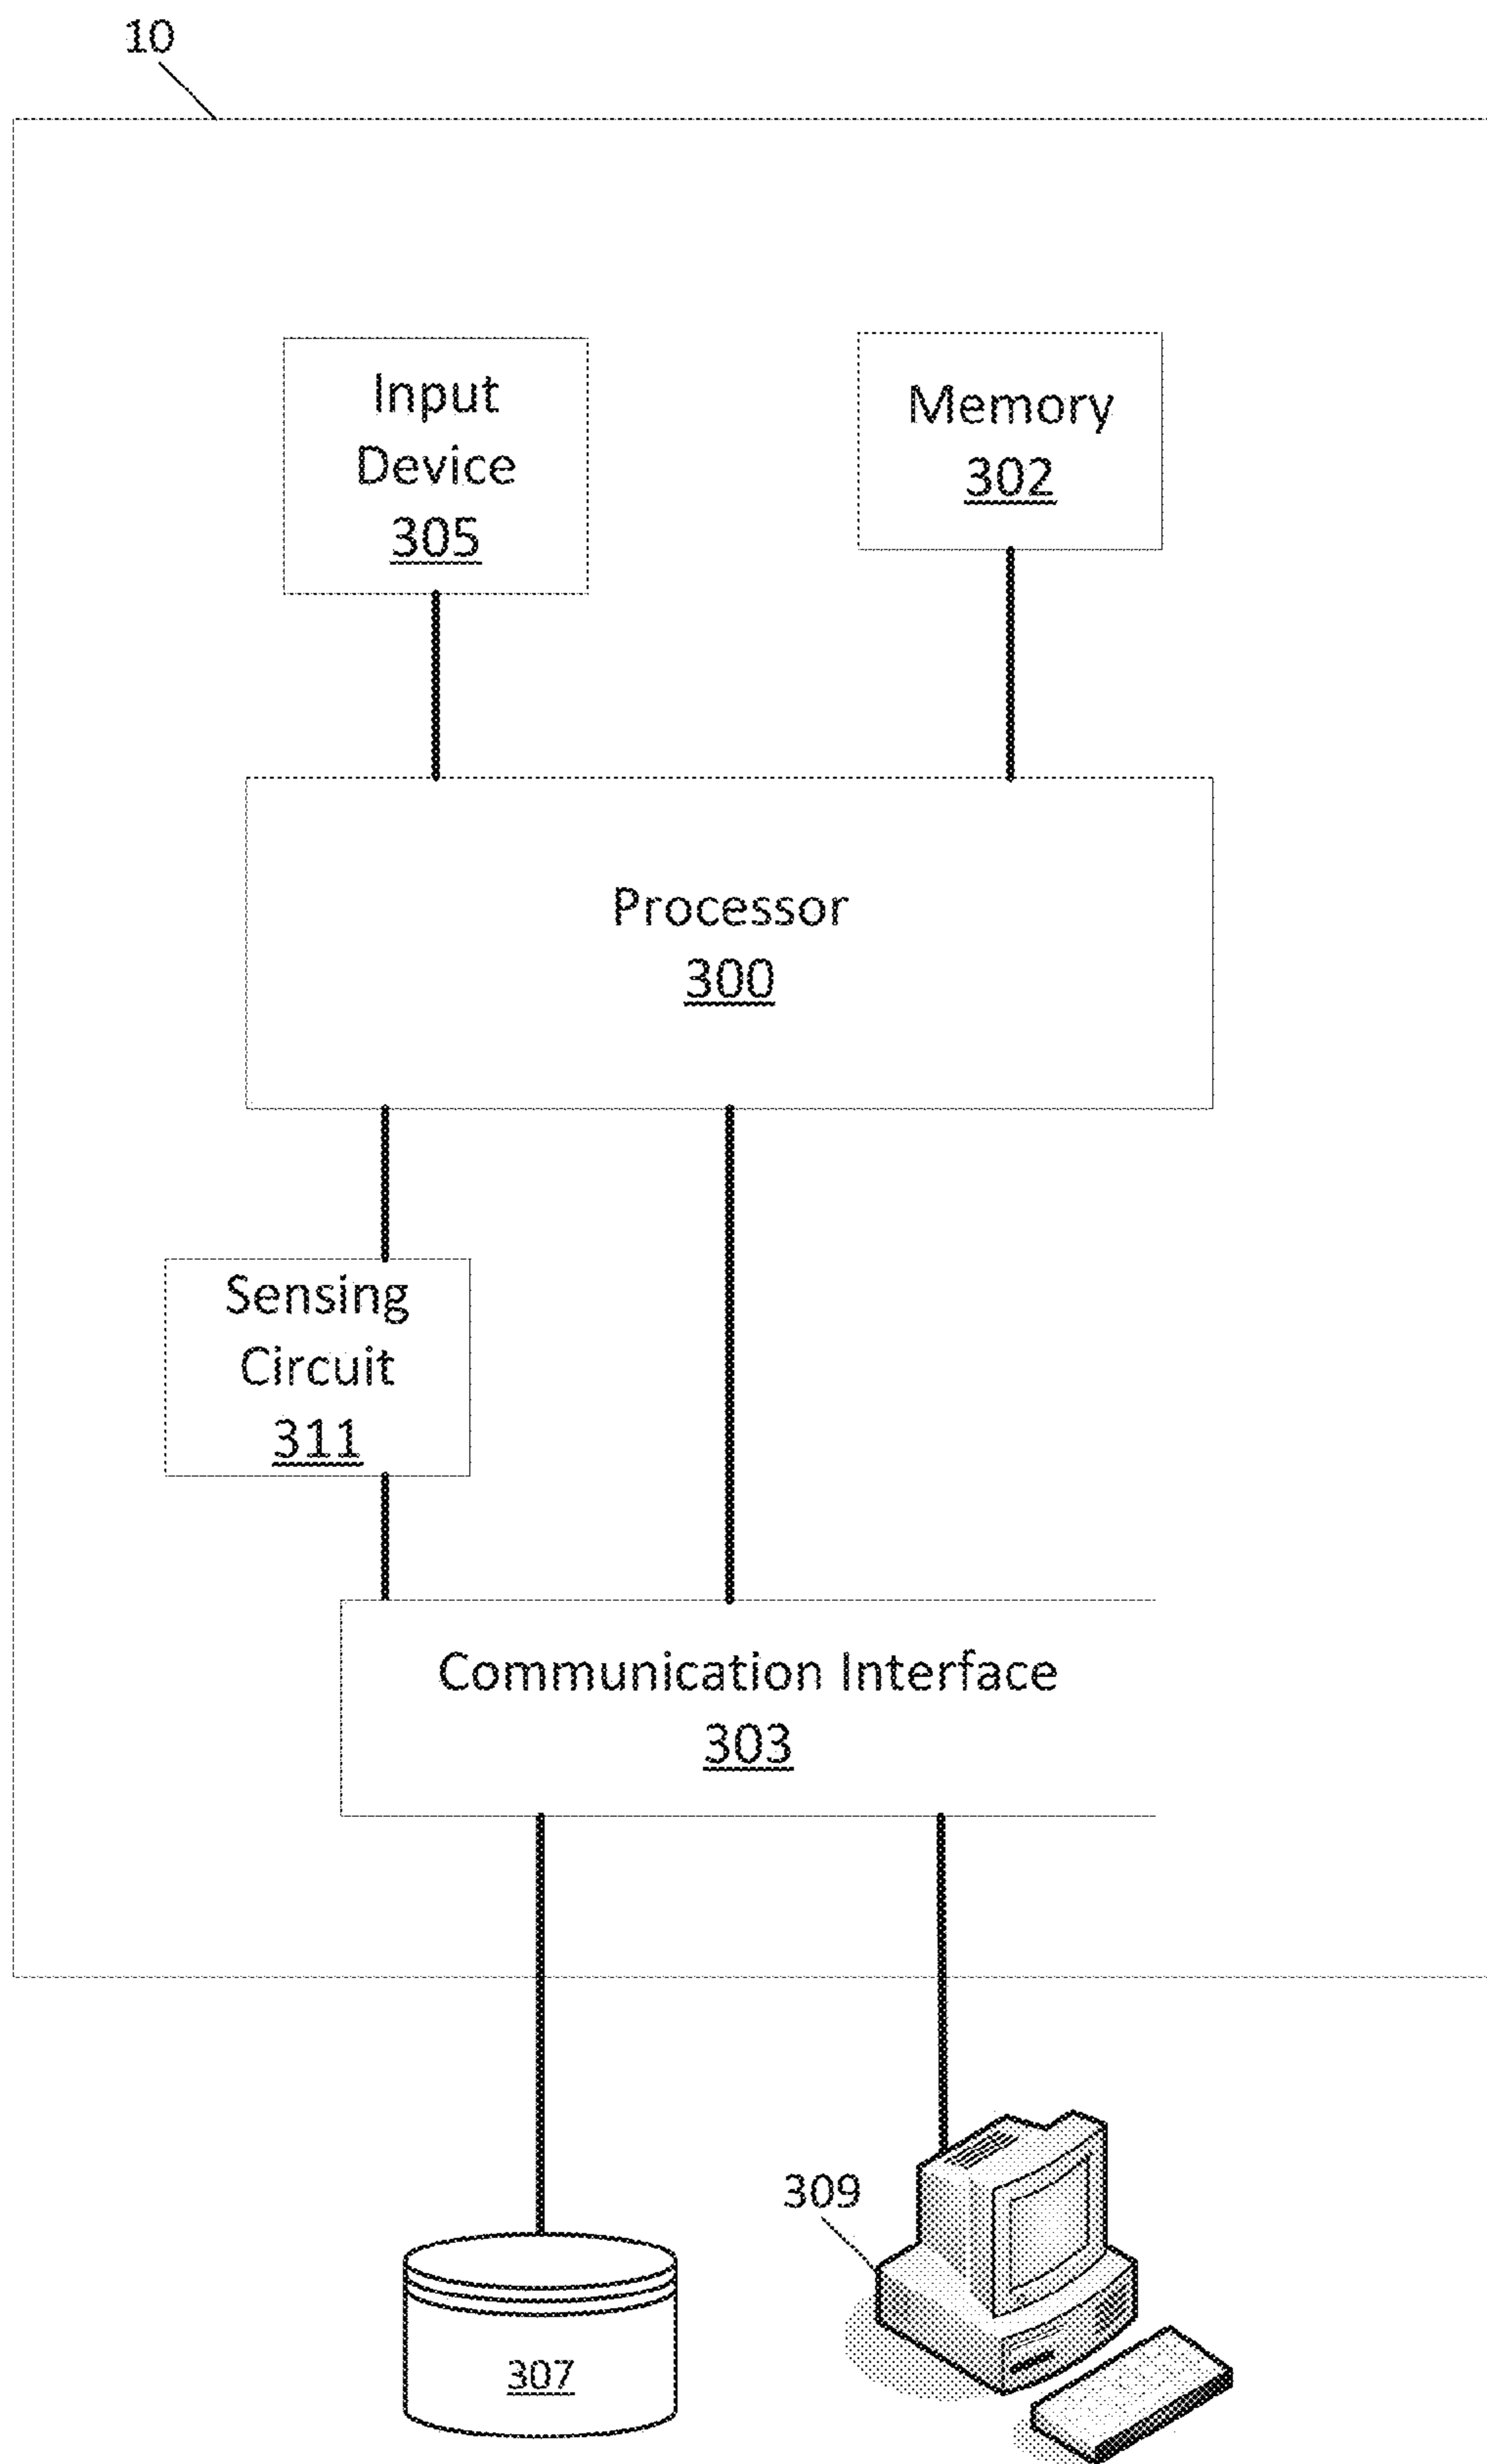 10
Input
Device
305
Memory
302
Processor
300
Sensing
Circuit
311
Communication Interface
303
309
307